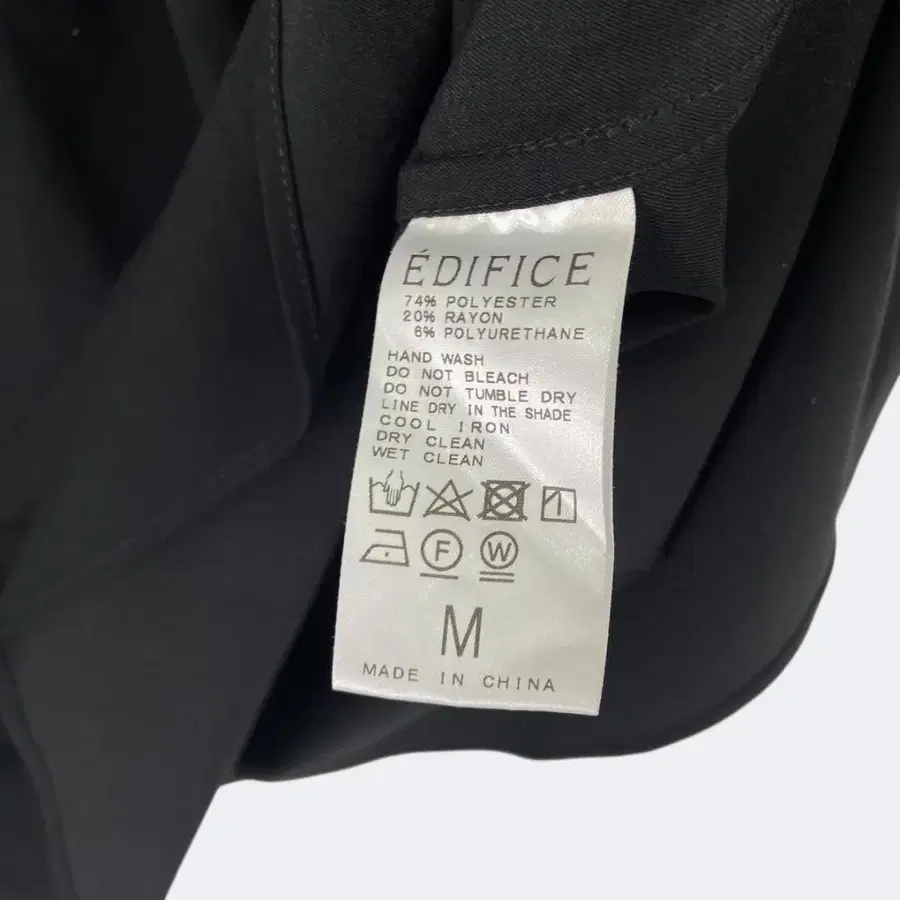 ÉDIFICE
74% POLYESTER
20% RAYON
6% POLYURETHANE
HAND WASH
DO NOT BLEACH
DO NOT TUMBLE DRY
LINE DRY IN THE SHADE
COOL IRON
DRY CLEAN
WET CLEAN
F W
M
MADE IN CHINA